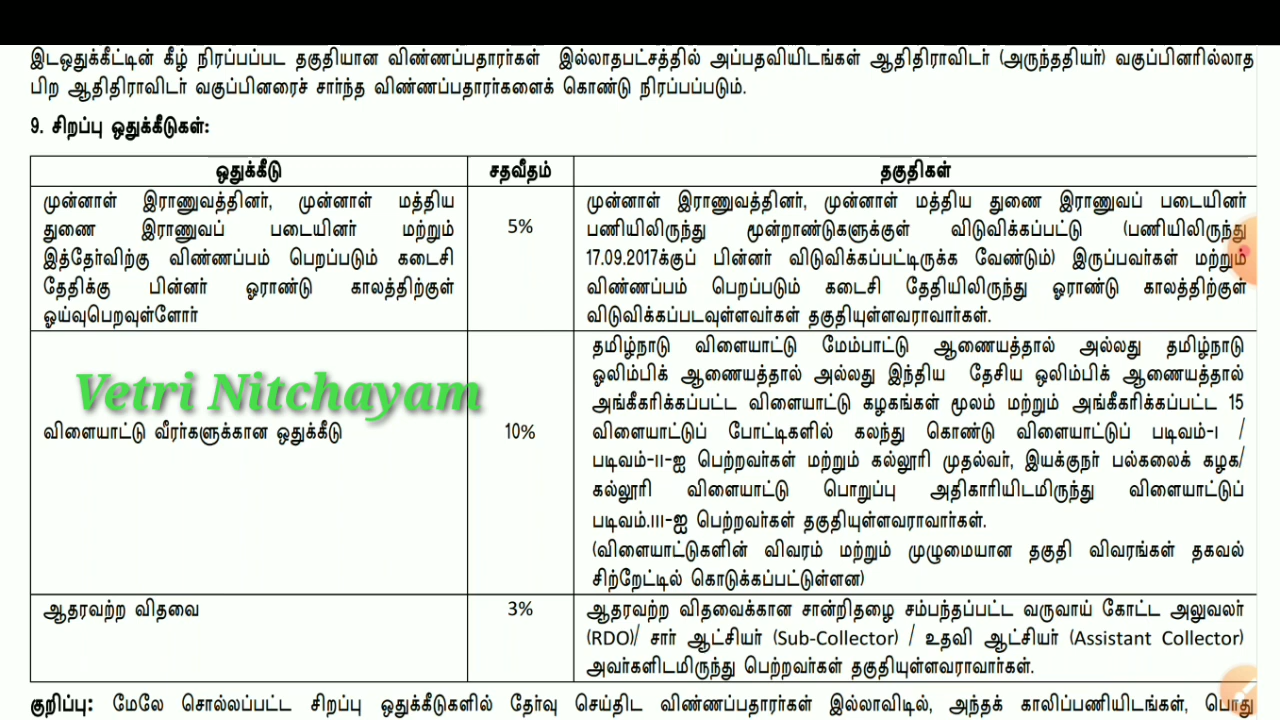 இடஒதுக்கீட்டின் கீழ் நிரப்பப்பட தகுதியான விண்ணப்பதாரர்கள் இல்லாதபட்சத்தில் அப்பதவியிடங்கள் ஆதிதிராவிடர் (அருந்ததியர்) வகுப்பினரில்லாத
பிற ஆதிதிராவிடர் வகுப்பினரைச் சார்ந்த விண்ணப்பதாரர்களைக் கொண்டு நிரப்பப்படும்.
9. சிறப்பு ஒதுக்கீடுகள்:
ஒதுக்கீடு சதவீதம் தகுதிகள்
முன்னாள் இராணுவத்தினர், முன்னாள் மத்திய
துணை இராணுவப் படையினர் மற்றும்
இத்தேர்விற்கு விண்ணப்பம் பெறப்படும் கடைசி
தேதிக்கு பின்னர் ஓராண்டு காலத்திற்குள்
ஓய்வுபெறவுள்ளோர்
5%
முன்னாள் இராணுவத்தினர், முன்னாள் மத்திய துணை இராணுவப் படையினர்
பணியிலிருந்து மூன்றாண்டுகளுக்குள் விடுவிக்கப்பட்டு (பணியிலிருந்து
17.09.2017க்குப் பின்னர் விடுவிக்கப்பட்டிருக்க வேண்டும்) இருப்பவர்கள் மற்றும்
விண்ணப்பம் பெறப்படும் கடைசி தேதியிலிருந்து ஓராண்டு காலத்திற்குள்
விடுவிக்கப்படவுள்ளவர்கள் தகுதியுள்ளவராவார்கள்.
Vetri Nitchayam
விளையாட்டு வீரர்களுக்கான ஒதுக்கீடு
10%
தமிழ்நாடு விளையாட்டு மேம்பாட்டு ஆணையத்தால் அல்லது தமிழ்நாடு
ஓலிம்பிக் ஆணையத்தால் அல்லது இந்திய தேசிய ஒலிம்பிக் ஆணையத்தால்
அங்கீகரிக்கப்பட்ட விளையாட்டு கழகங்கள் மூலம் மற்றும் அங்கீகரிக்கப்பட்ட 15
விளையாட்டுப் போட்டிகளில் கலந்து கொண்டு விளையாட்டுப் படிவம்-I /
படிவம்-II-ஐ பெற்றவர்கள் மற்றும் கல்லூரி முதல்வர், இயக்குநர் பல்கலைக் கழக/
கல்லூரி விளையாட்டு பொறுப்பு அதிகாரியிடமிருந்து விளையாட்டுப்
படிவம்.III-ஐ பெற்றவர்கள் தகுதியுள்ளவராவார்கள்.
(விளையாட்டுகளின் விவரம் மற்றும் முழுமையான தகுதி விவரங்கள் தகவல்
சிற்றேட்டில் கொடுக்கப்பட்டுள்ளன)
ஆதரவற்ற விதவை
3%
ஆதரவற்ற விதவைக்கான சான்றிதழை சம்பந்தப்பட்ட வருவாய் கோட்ட அலுவலர்
(RDO)/ சார் ஆட்சியர் (Sub-Collector) / உதவி ஆட்சியர் (Assistant Collector)
அவர்களிடமிருந்து பெற்றவர்கள் தகுதியுள்ளவராவார்கள்.
குறிப்பு: மேலே சொல்லப்பட்ட சிறப்பு ஒதுக்கீடுகளில் தேர்வு செய்திட விண்ணப்பதாரர்கள் இல்லாவிடில், அந்தக் காலிப்பணியிடங்கள், பொது